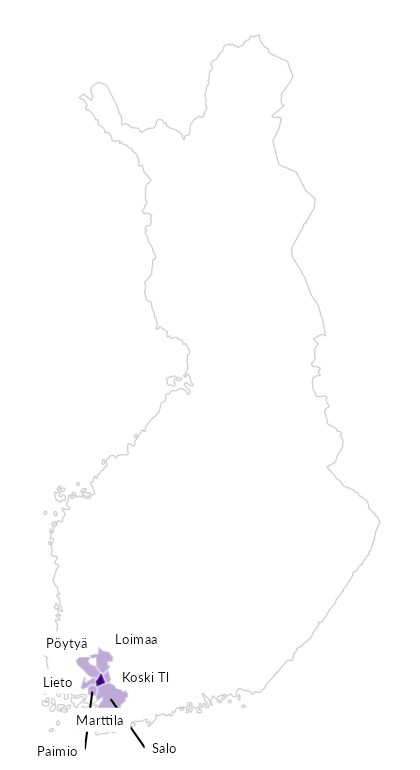 Loimaa
Pöytyä
Koski Tl
Lieto
Marttila
Salo
Paimio